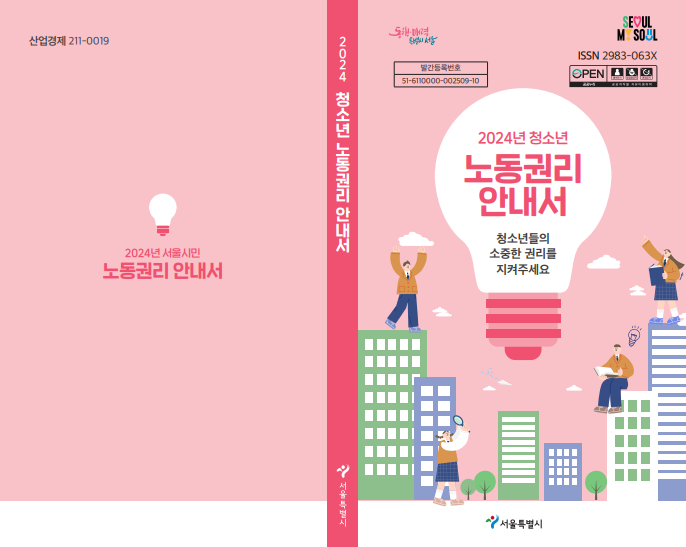 산업경제 211-0019
2024년 서울시민
노동권리 안내서
2024 청소년 노동권리 안내서
서울특별시
동행·매력
특별시 서울
SEOUL
MY SOUL
발간등록번호
51-6110000-002509-10
ISSN 2983-063X
OPEN
2024년 청소년
노동권리
안내서
청소년들의
소중한 권리를
지켜주세요
서울특별시